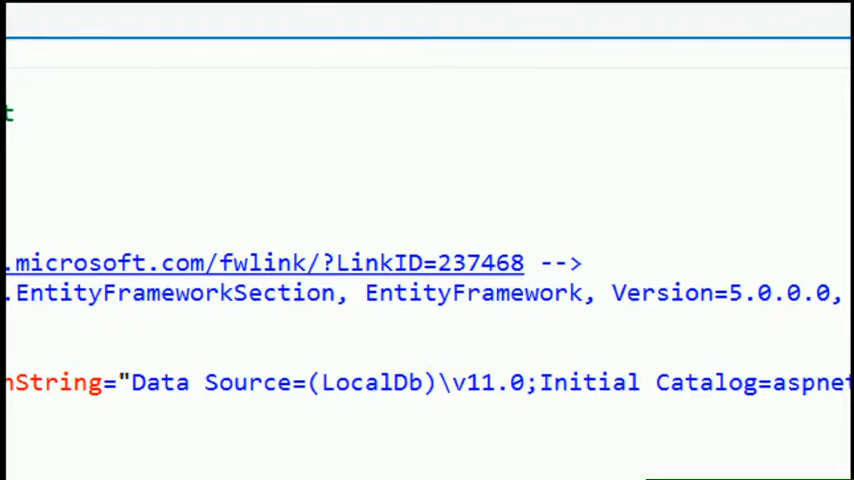 t
.microsoft.com/fwlink/?LinkID=237468 -->
.EntityFrameworkSection, EntityFramework, Version=5.0.0.0,
nString="Data Source=(LocalDb)\v11.0;Initial Catalog=aspnet